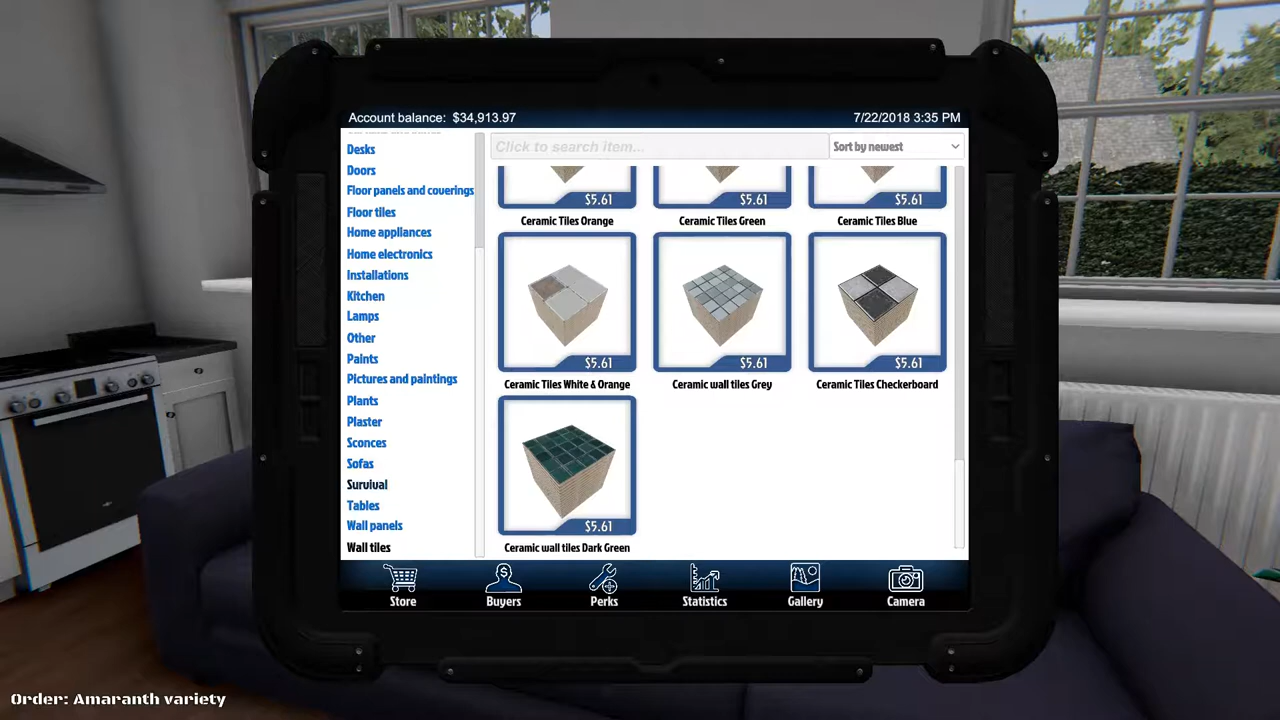 Account balance: $34,913.97
7/22/2018 3:35 PM
Desks
Doors
Floor panels and coverings
Floor tiles
Home appliances
Home electronics
Installations
Kitchen
Lamps
Other
Paints
Pictures and paintings
Plants
Plaster
Sconces
Sofas
Survival
Tables
Wall panels
Wall tiles
Click to search item...
Sort by newest
$5.61
$5.61
$5.61
Ceramic Tiles Orange
Ceramic Tiles Green
Ceramic Tiles Blue
$5.61
$5.61
$5.61
Ceramic Tiles White & Orange
Ceramic wall tiles Grey
Ceramic Tiles Checkerboard
$5.61
Ceramic wall tiles Dark Green
Store
Buyers
Perks
Statistics
Gallery
Camera
Order: Amaranth variety